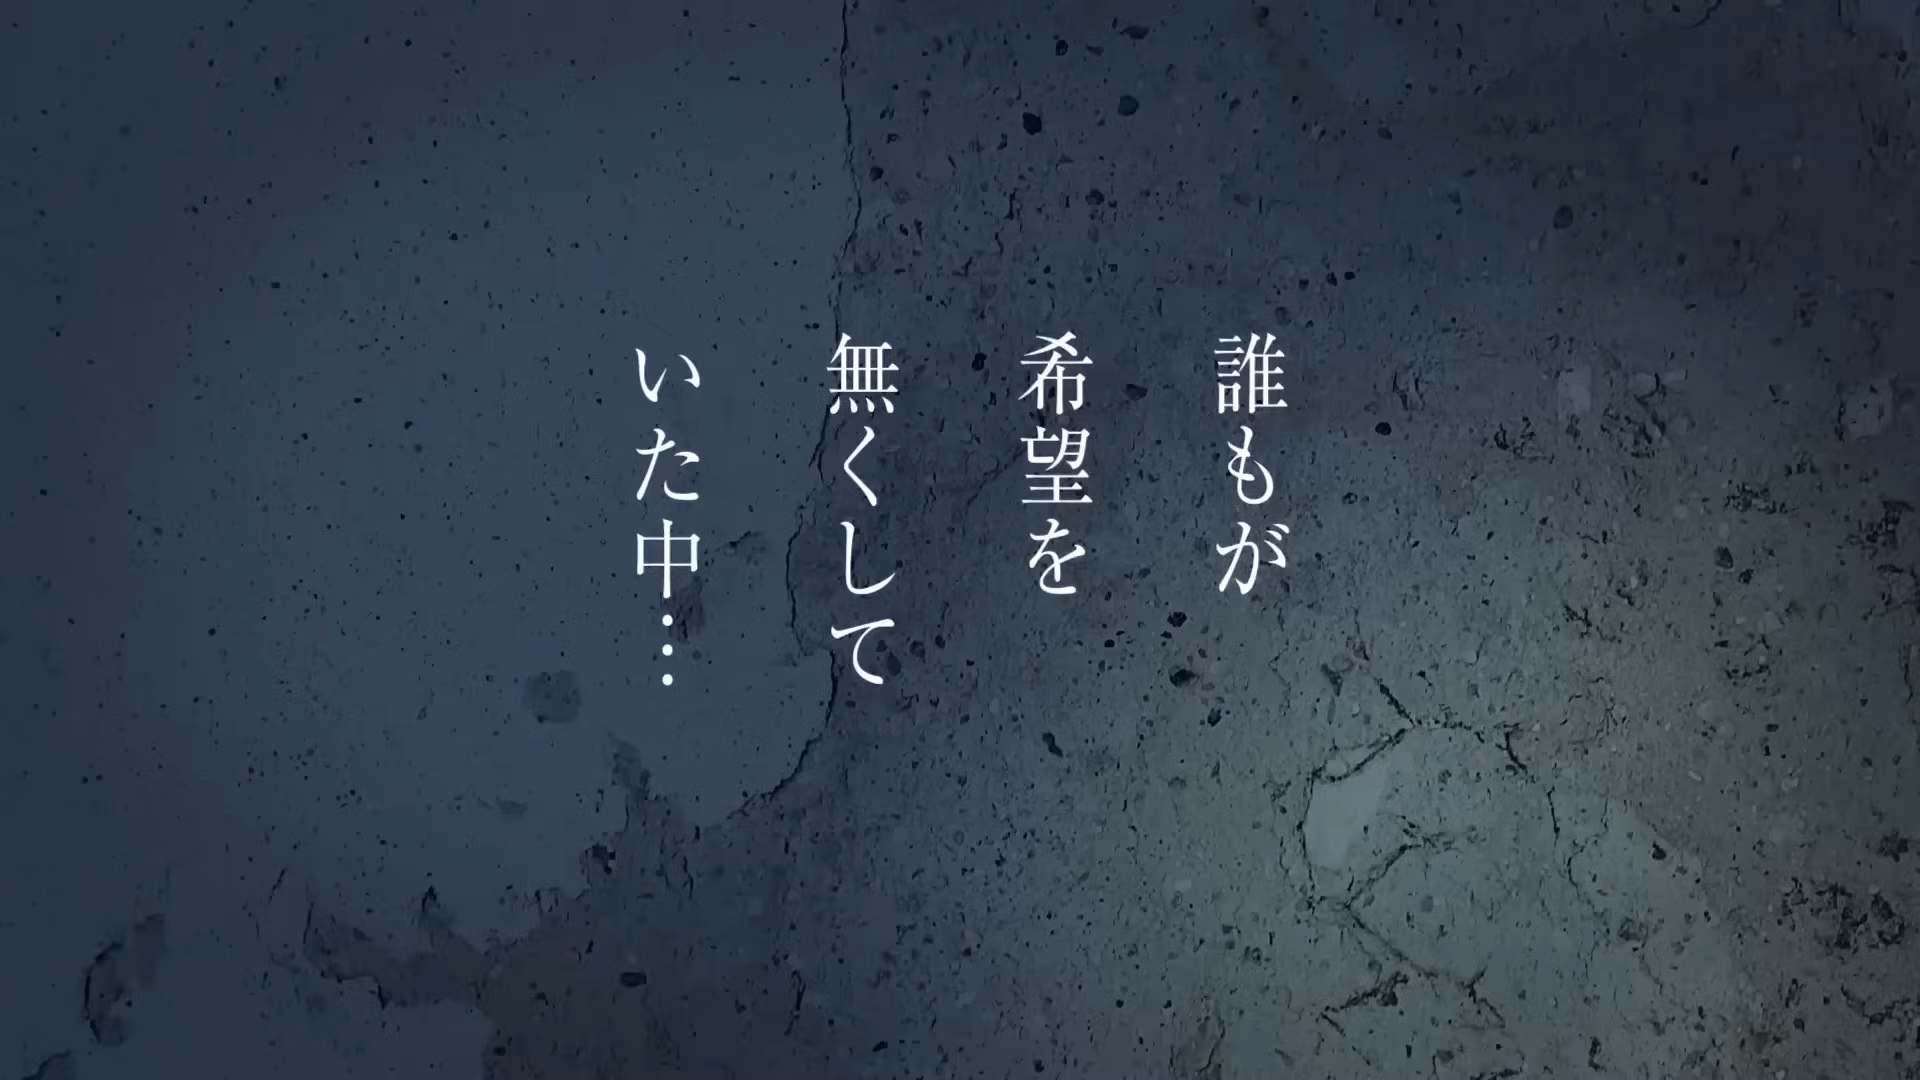 誰もが
希望を
無くして
いた中…